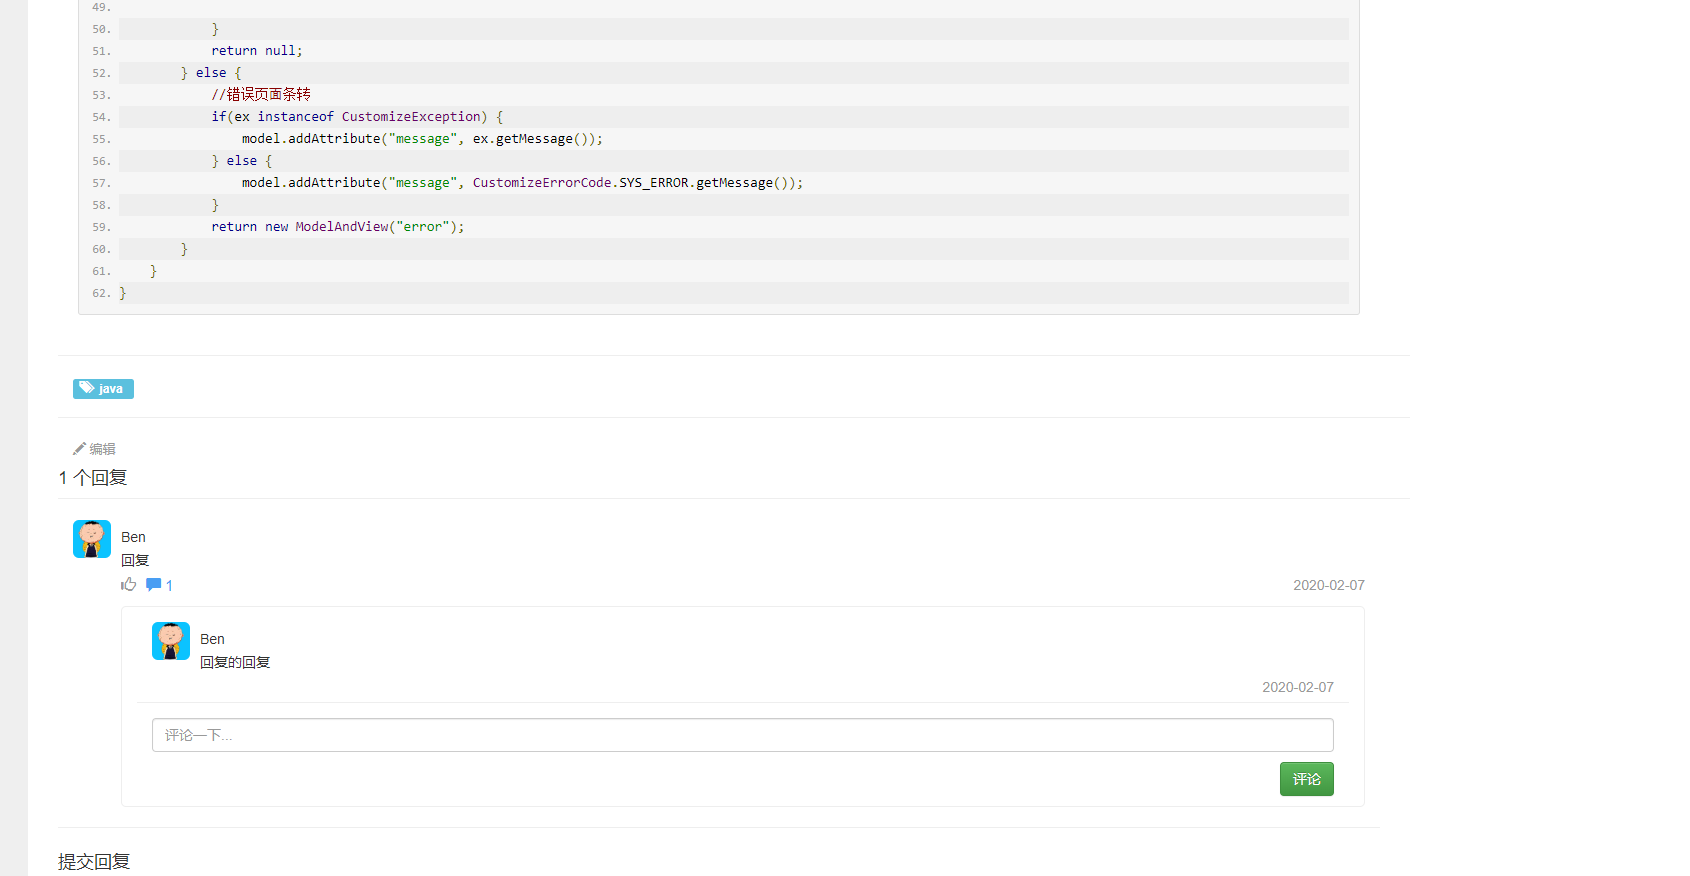 49.
50.             }
51.             return null;
52.         } else {
53.             //错误页面条转
54.             if(ex instanceof CustomizeException) {
55.                 model.addAttribute("message", ex.getMessage());
56.             } else {
57.                 model.addAttribute("message", CustomizeErrorCode.SYS_ERROR.getMessage());
58.             }
59.             return new ModelAndView("error");
60.         }
61.     }
62. }
java
编辑
1 个回复
Ben
回复
1 2020-02-07
Ben
回复的回复
2020-02-07
评论一下...
评论
提交回复